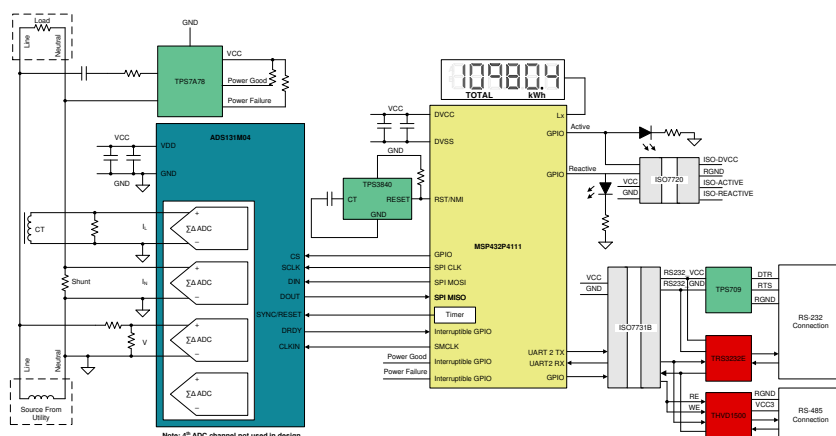 Load
Line
Neutral
GND
TPS7A78
VCC
Power Good
Power Failure
10980.4
TOTAL kWh
ADS131M04
VCC
VDD
GND
GND
VCC
DVCC
DVSS
GND
TPS3840
CT
RESET
GND
RST/NMI
MSP432P4111
Lx
GPIO
Active
GPIO
Reactive
ISO7720
VCC
GND
ISO-DVCC
RGND
ISO-ACTIVE
ISO-REACTIVE
CT
IL
+
ΣΔ ADC
−
Shunt
IN
+
ΣΔ ADC
−
V
+
ΣΔ ADC
−
+
ΣΔ ADC
−
CS
SCLK
DIN
DOUT
SYNC/RESET
DRDY
CLKIN
GPIO
SPI CLK
SPI MOSI
SPI MISO
Timer
Interruptible GPIO
SMCLK
Power Good
Interruptible GPIO
Power Failure
Interruptible GPIO
UART 2 TX
UART2 RX
GPIO
VCC
GND
ISO7731B
RS232_VCC
RS232_GND
TPS709
DTR
RTS
RGND
RS-232
Connection
TRS3232E
RE
WE
THVD1500
RGND
VCC3
RS-485
Connection
Line
Neutral
Source From
Utility
Note: 4th ADC channel not used in design